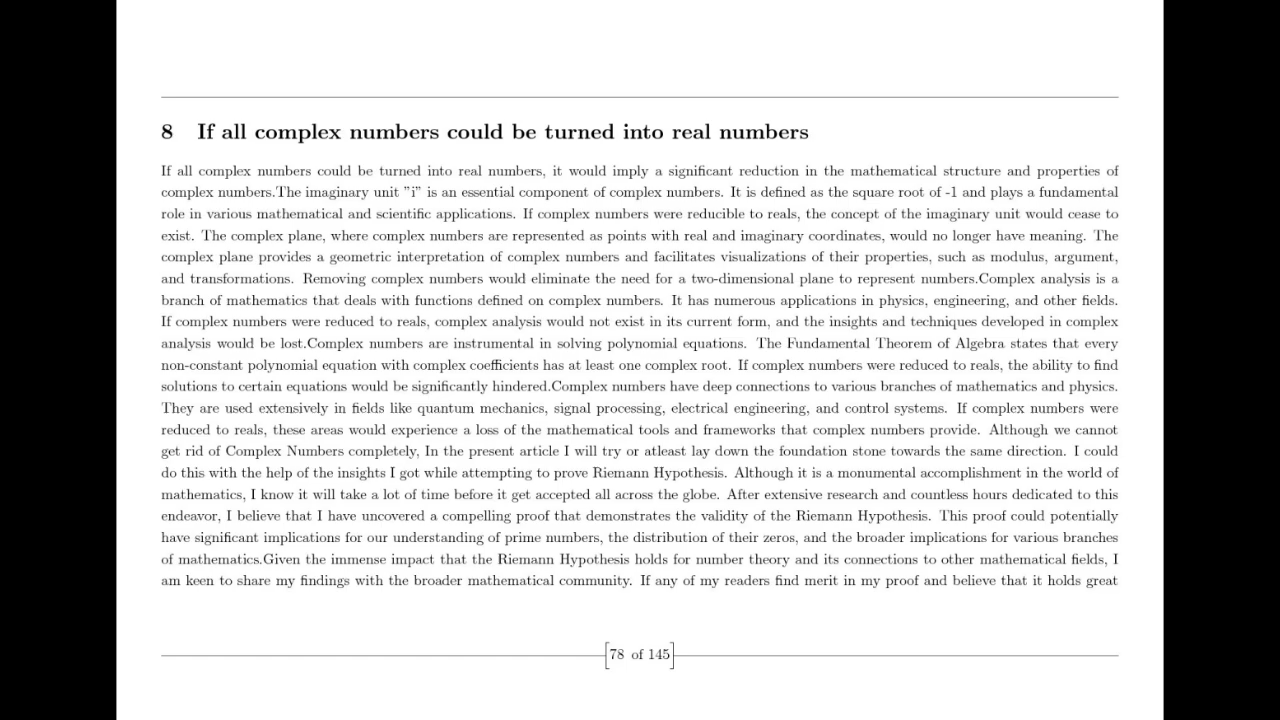 8 If all complex numbers could be turned into real numbers
If all complex numbers could be turned into real numbers, it would imply a significant reduction in the mathematical structure and properties of
complex numbers.The imaginary unit "i" is an essential component of complex numbers. It is defined as the square root of -1 and plays a fundamental
role in various mathematical and scientific applications. If complex numbers were reducible to reals, the concept of the imaginary unit would cease to
exist. The complex plane, where complex numbers are represented as points with real and imaginary coordinates, would no longer have meaning. The
complex plane provides a geometric interpretation of complex numbers and facilitates visualizations of their properties, such as modulus, argument,
and transformations. Removing complex numbers would eliminate the need for a two-dimensional plane to represent numbers.Complex analysis is a
branch of mathematics that deals with functions defined on complex numbers. It has numerous applications in physics, engineering, and other fields.
If complex numbers were reduced to reals, complex analysis would not exist in its current form, and the insights and techniques developed in complex
analysis would be lost.Complex numbers are instrumental in solving polynomial equations. The Fundamental Theorem of Algebra states that every
non-constant polynomial equation with complex coefficients has at least one complex root. If complex numbers were reduced to reals, the ability to find
solutions to certain equations would be significantly hindered.Complex numbers have deep connections to various branches of mathematics and physics.
They are used extensively in fields like quantum mechanics, signal processing, electrical engineering, and control systems. If complex numbers were
reduced to reals, these areas would experience a loss of the mathematical tools and frameworks that complex numbers provide. Although we cannot
get rid of Complex Numbers completely, In the present article I will try or atleast lay down the foundation stone towards the same direction. I could
do this with the help of the insights I got while attempting to prove Riemann Hypothesis. Although it is a monumental accomplishment in the world of
mathematics, I know it will take a lot of time before it get accepted all across the globe. After extensive research and countless hours dedicated to this
endeavor, I believe that I have uncovered a compelling proof that demonstrates the validity of the Riemann Hypothesis. This proof could potentially
have significant implications for our understanding of prime numbers, the distribution of their zeros, and the broader implications for various branches
of mathematics.Given the immense impact that the Riemann Hypothesis holds for number theory and its connections to other mathematical fields, I
am keen to share my findings with the broader mathematical community. If any of my readers find merit in my proof and believe that it holds great
78 of 145